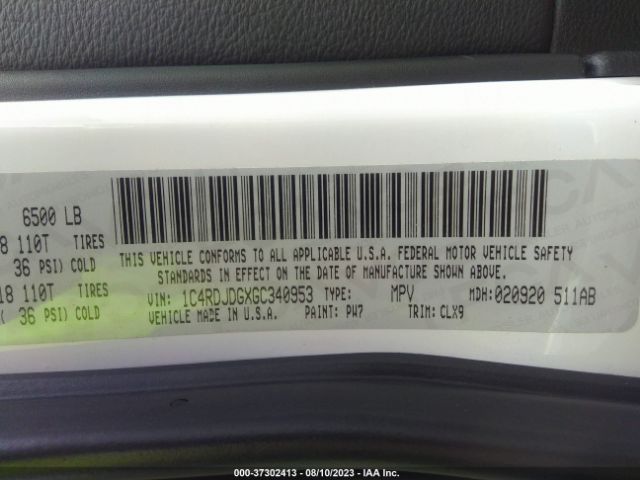 6500 LB
8 110T TIRES
36 PSI) COLD
18 110T TIRES
( 36 PSI) COLD
THIS VEHICLE CONFORMS TO ALL APPLICABLE U.S.A. FEDERAL MOTOR VEHICLE SAFETY
STANDARDS IN EFFECT ON THE DATE OF MANUFACTURE SHOWN ABOVE.
VIN: 1C4RDJDGXGC340953 TYPE: MPV MDH:020920 511AB
VEHICLE MADE IN U.S.A. PAINT: PW7 TRIM: CLX9
000-37302413 - 08/10/2023 - IAA Inc.